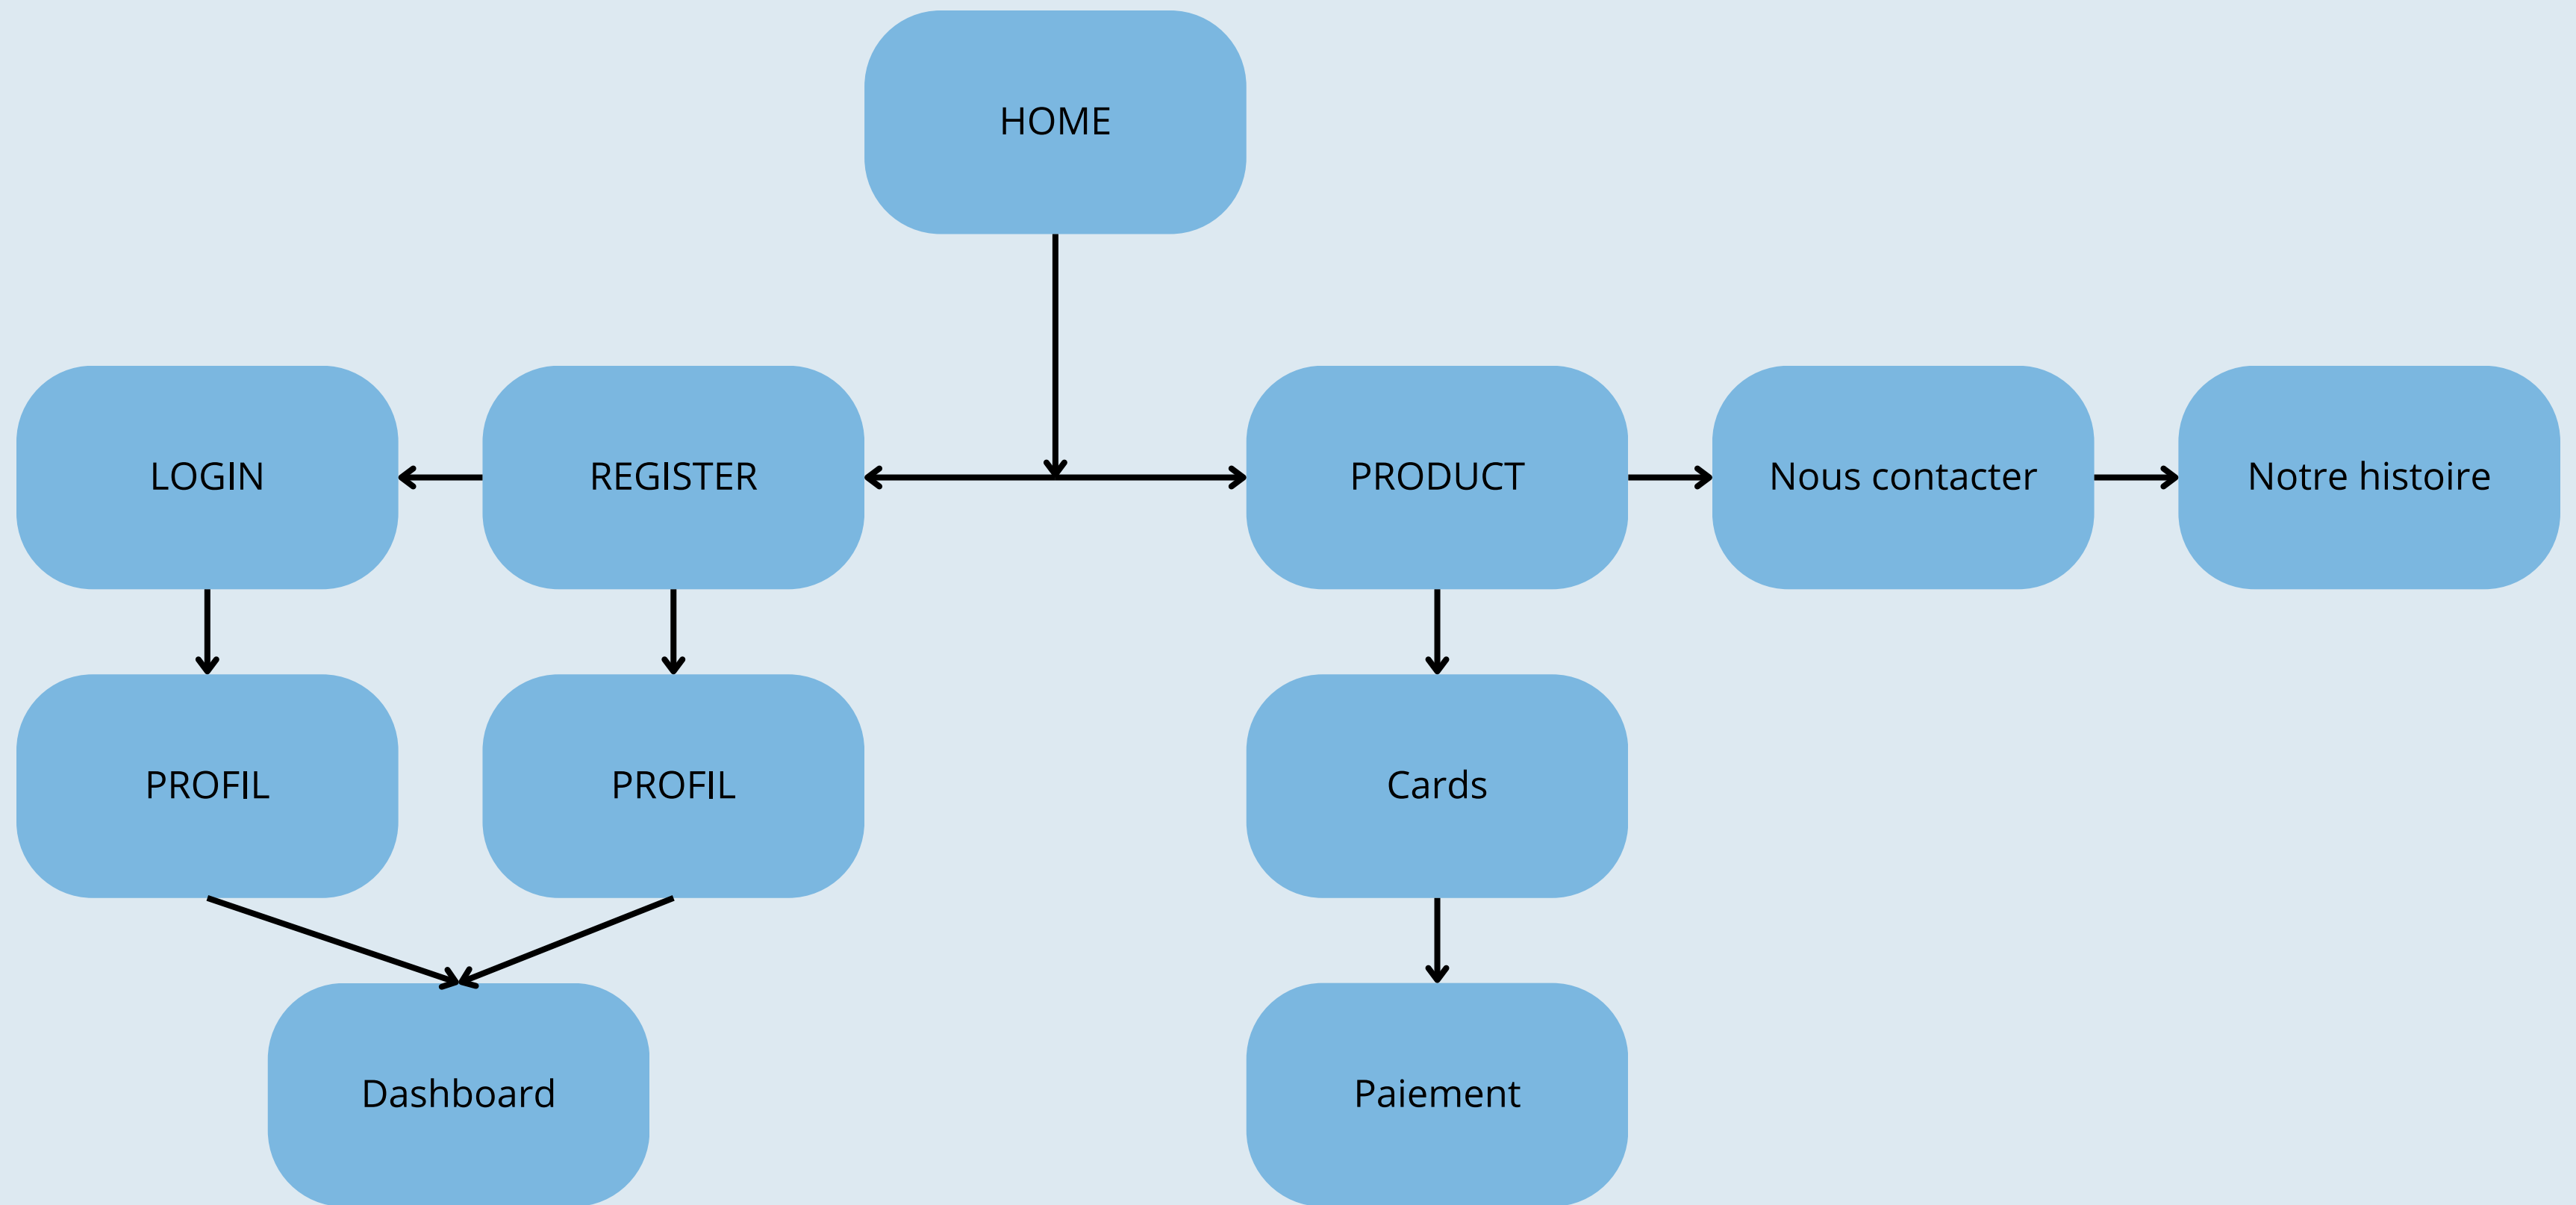 HOME
LOGIN
REGISTER
PRODUCT
Nous contacter
Notre histoire
PROFIL
PROFIL
Cards
Dashboard
Paiement